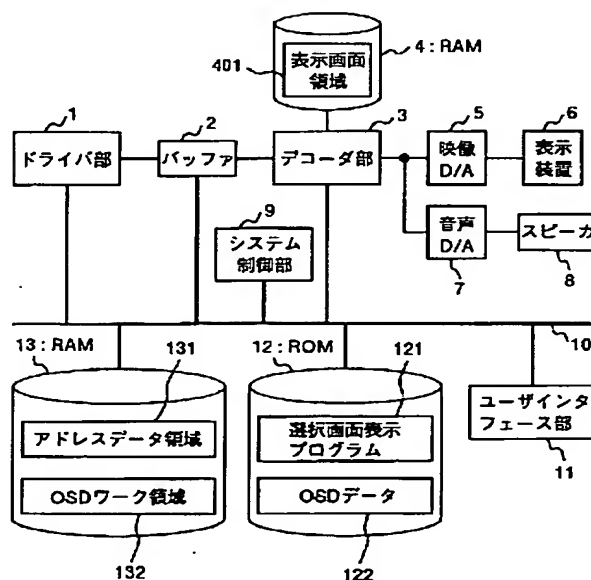 4 : RAM
401
表示画面
領域
1
2
3
5
6
ドライバ部
バッファ
デコーダ部
映像
D/A
表示
装置
9
システム
制御部
音声
D/A
スピーカ
7
8
10
13 : RAM
131
12 : ROM
121
アドレスデータ領域
選択画面表示
プログラム
ユーザインタ
フェース部
11
OSDワーク領域
OSDデータ
132
122